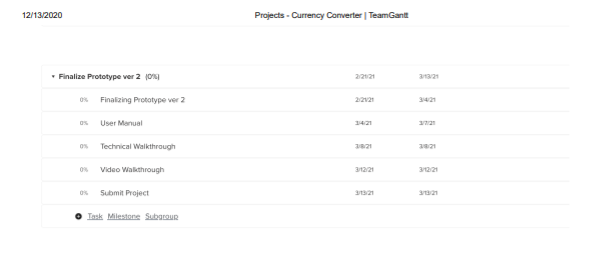 12/13/2020 Projects - Currency Converter | TeamGantt
Finalize Prototype ver 2 (0%) 2/21/21 3/13/21
0% Finalizing Prototype ver 2 2/21/21 3/4/21
0% User Manual 3/4/21 3/7/21
0% Technical Walkthrough 3/8/21 3/8/21
0% Video Walkthrough 3/12/21 3/12/21
0% Submit Project 3/13/21 3/13/21
Task Milestone Subgroup